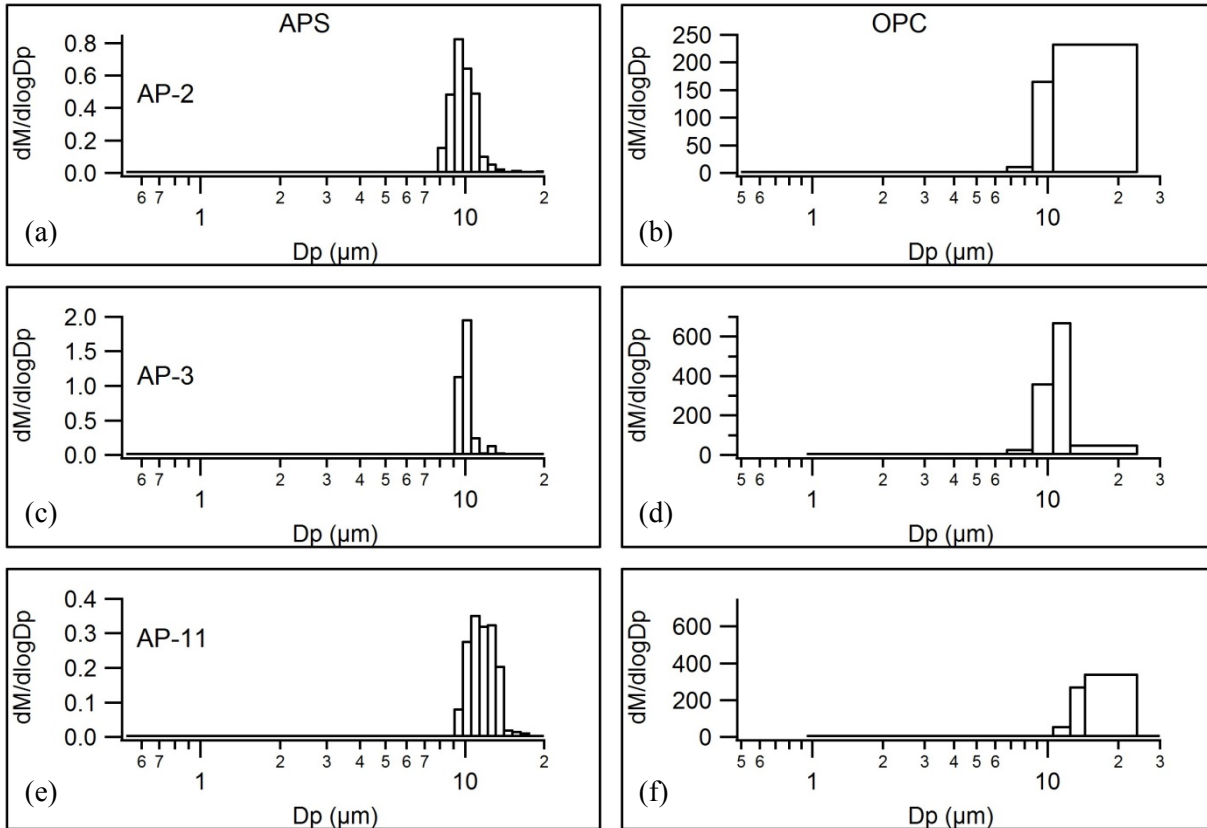 APS
dM/dlogDp
0.8
0.6
0.4
0.2
0.0
AP-2
6 7 2 3 4 5 6 7 2
1 10
(a)
Dp (µm)
OPC
dM/dlogDp
250
200
150
100
50
0
5 6 2 3 4 5 6 2 3
1 10
(b)
Dp (µm)
dM/dlogDp
2.0
1.5
1.0
0.5
0.0
AP-3
6 7 2 3 4 5 6 7 2
1 10
(c)
Dp (µm)
dM/dlogDp
600
400
200
0
5 6 2 3 4 5 6 2 3
1 10
(d)
Dp (µm)
dM/dlogDp
0.4
0.3
0.2
0.1
0.0
AP-11
6 7 2 3 4 5 6 7 2
1 10
(e)
Dp (µm)
dM/dlogDp
600
400
200
0
5 6 2 3 4 5 6 2 3
1 10
(f)
Dp (µm)